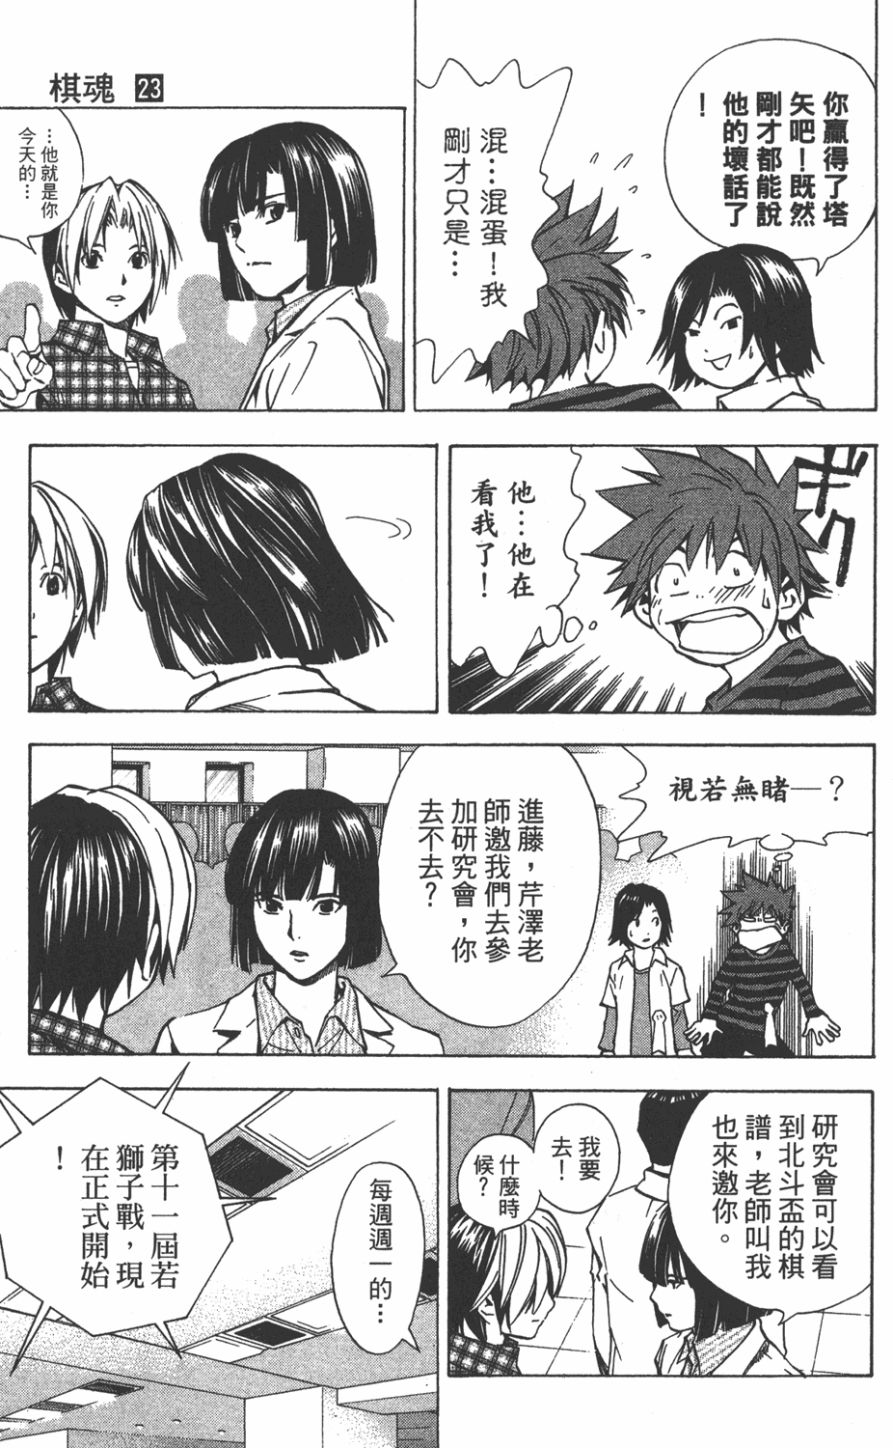 棋魂 23
你贏得了塔
矢吧！既然
剛才都能說
他的壞話了
！
混…混蛋！我
剛才只是…
…他就是你
今天的…
ギク
他…他在
看我了！
視若無睹—？
進藤，芹澤老
師邀我們去參
加研究會，你
去不去？
研究會可以看
到北斗盃的棋
譜，老師叫我
也來邀你。
我要
去！
什麼時
候？
每週週一的…
第十一屆若
獅子戰，現
在正式開始
！